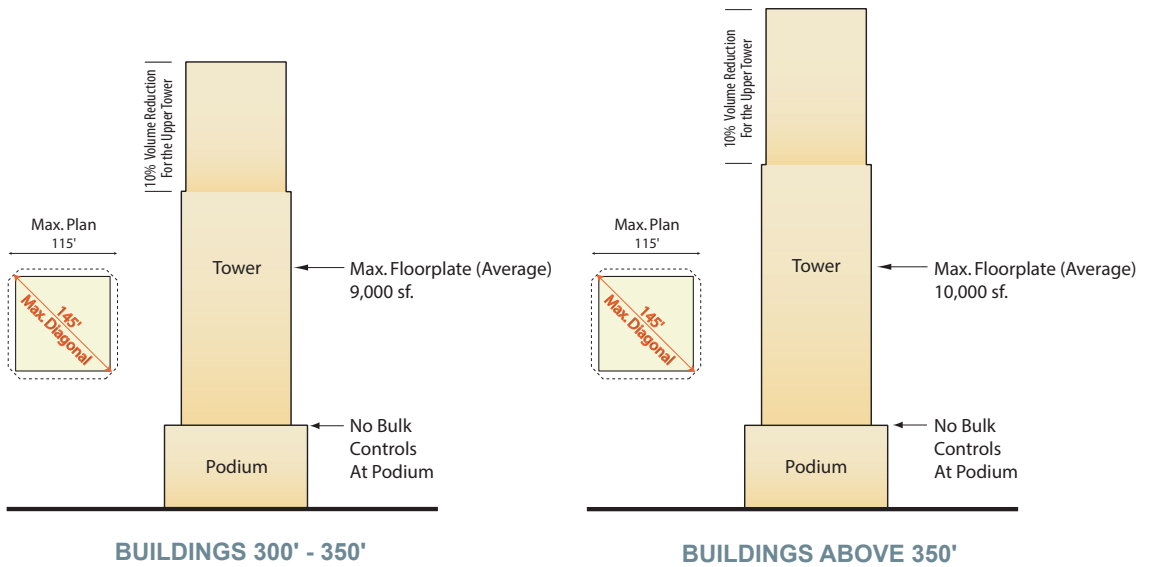 10% Volume Reduction
For the Upper Tower
Max. Plan
115'
145'
Max. Diagonal
Tower
Max. Floorplate (Average)
9,000 sf.
No Bulk
Controls
At Podium
Podium
BUILDINGS 300' - 350'
10% Volume Reduction
For the Upper Tower
Max. Plan
115'
145'
Max. Diagonal
Tower
Max. Floorplate (Average)
10,000 sf.
No Bulk
Controls
At Podium
Podium
BUILDINGS ABOVE 350'